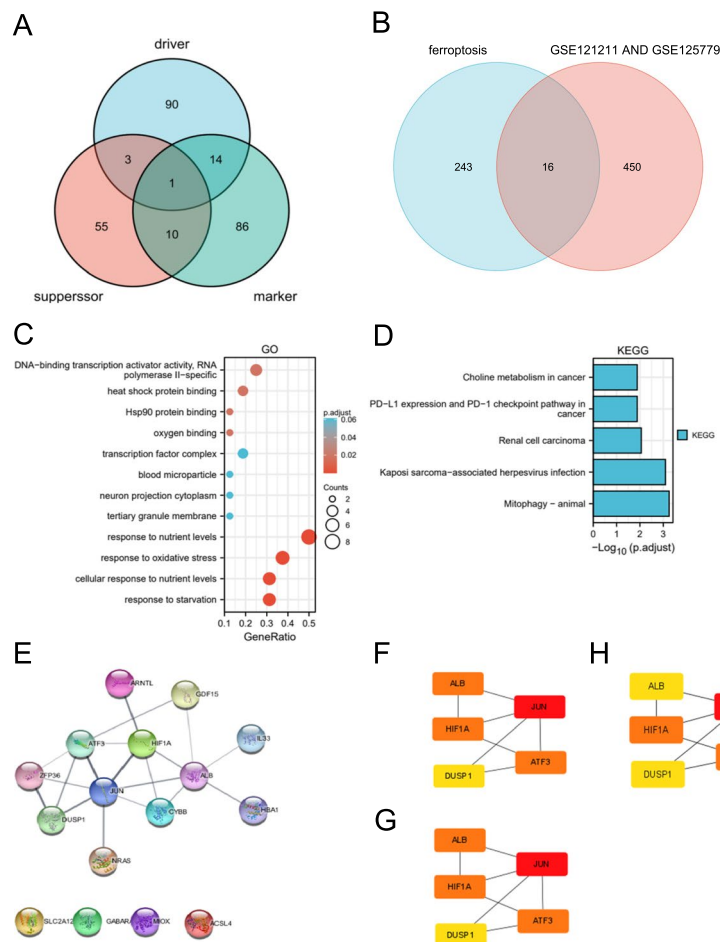 A
driver
90
3
14
1
55
10
86
supperssor
marker
B
ferroptosis
GSE121211 AND GSE125779
243
16
450
C
GO
DNA-binding transcription activator activity, RNA
polymerase II-specific
heat shock protein binding
Hsp90 protein binding
oxygen binding
transcription factor complex
blood microparticle
neuron projection cytoplasm
tertiary granule membrane
response to nutrient levels
response to oxidative stress
cellular response to nutrient levels
response to starvation
0.1 0.2 0.3 0.4 0.5
GeneRatio
p.adjust
0.06
0.04
0.02
Counts
2
4
6
8
D
KEGG
Choline metabolism in cancer
PD-L1 expression and PD-1 checkpoint pathway in
cancer
Renal cell carcinoma
Kaposi sarcoma-associated herpesvirus infection
Mitophagy - animal
0 1 2 3
-Log10 (p.adjust)
KEGG
E
ARNTL
GDF15
ATF3
HIF1A
IL33
ZFP36
ALB
JUN
DUSP1
CYBB
HBA1
NRAS
SLC2A12
GABARA
MIOX
ACSL4
F
ALB
JUN
HIF1A
ATF3
DUSP1
H
ALB
HIF1A
DUSP1
G
ALB
JUN
HIF1A
ATF3
DUSP1